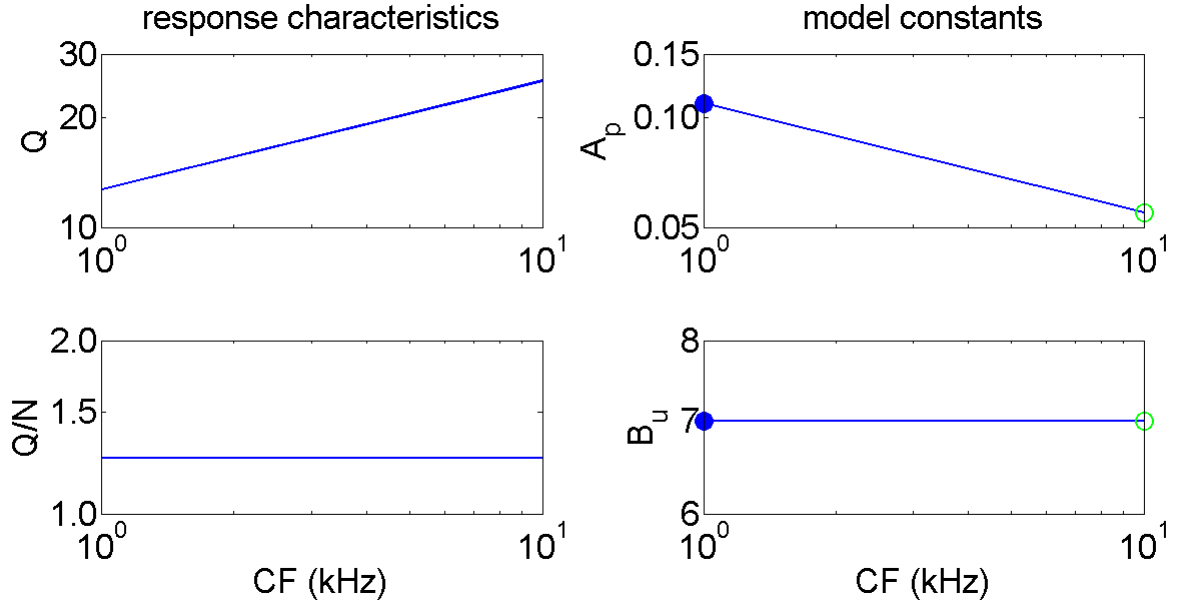 response characteristics
30
20
10
Q
10^0
10^1
model constants
0.15
0.10
0.05
A_p
10^0
10^1
2.0
1.5
1.0
Q/N
10^0
10^1
CF (kHz)
8
7
6
B_u
10^0
10^1
CF (kHz)